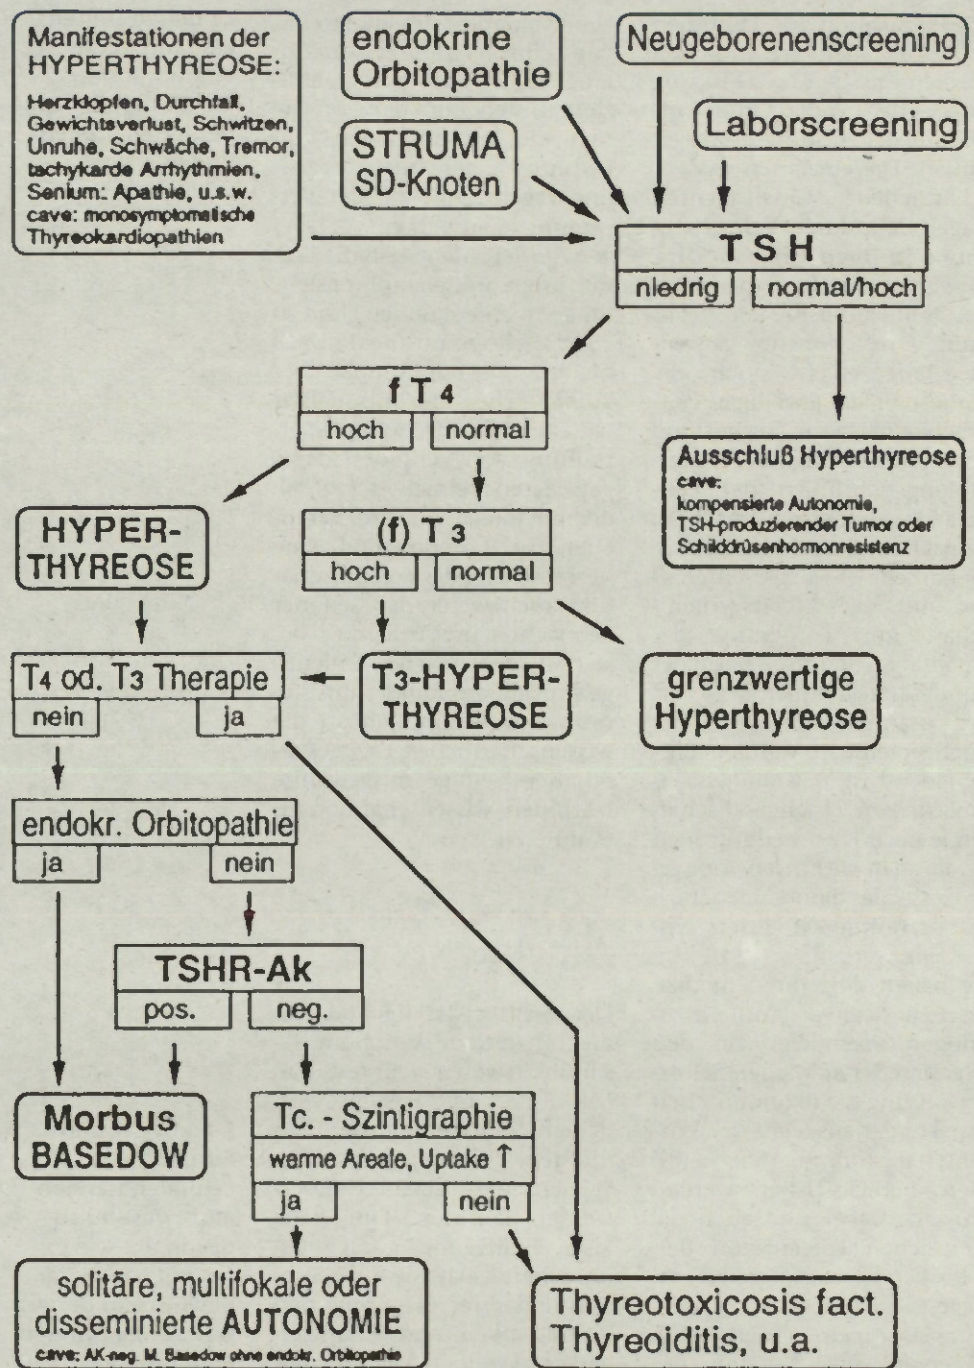 Manifestationen der
HYPERTHYREOSE:
Herzklopfen, Durchfall,
Gewichtsverlust, Schwitzen,
Unruhe, Schwäche, Tremor,
tachykarde Arrhythmien,
Senium: Apathie, u.s.w.
cave: monosymptomatische
Thyreokardiopathien
endokrine
Orbitopathie
Neugeborenenscreening
STRUMA
SD-Knoten
Laborscreening
T S H
niedrig normal/hoch
f T 4
hoch normal
Ausschluß Hyperthyreose
cave:
kompensierte Autonomie,
TSH-produzierender Tumor oder
Schilddrüsenhormonresistenz
HYPER-
THYREOSE
(f) T 3
hoch normal
T4 od. T3 Therapie
nein ja
T3-HYPER-
THYREOSE
grenzwertige
Hyperthyreose
endokr. Orbitopathie
ja nein
TSHR-Ak
pos. neg.
Morbus
BASEDOW
Tc. - Szintigraphie
warme Areale, Uptake ↑
ja nein
solitäre, multifokale oder
disseminierte AUTONOMIE
cave: AK-neg. M. Basedow ohne endokr. Orbitopathie
Thyreotoxicosis fact.
Thyreoiditis, u.a.